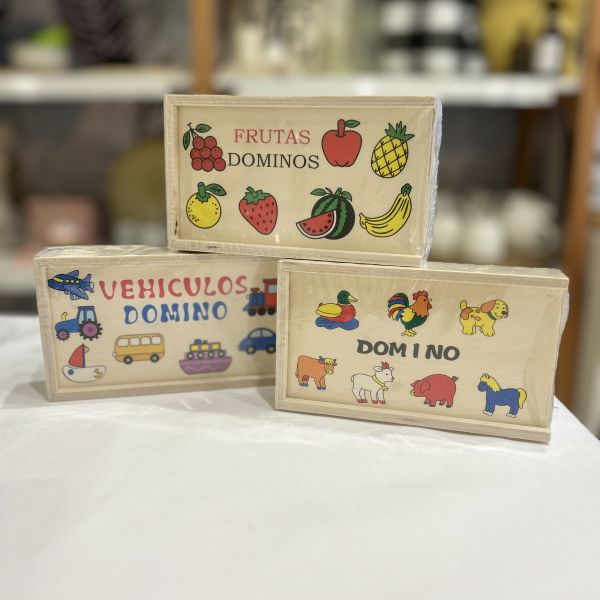 FRUTAS
DOMINOS
VEHICULOS
DOMINO
DOM I NO